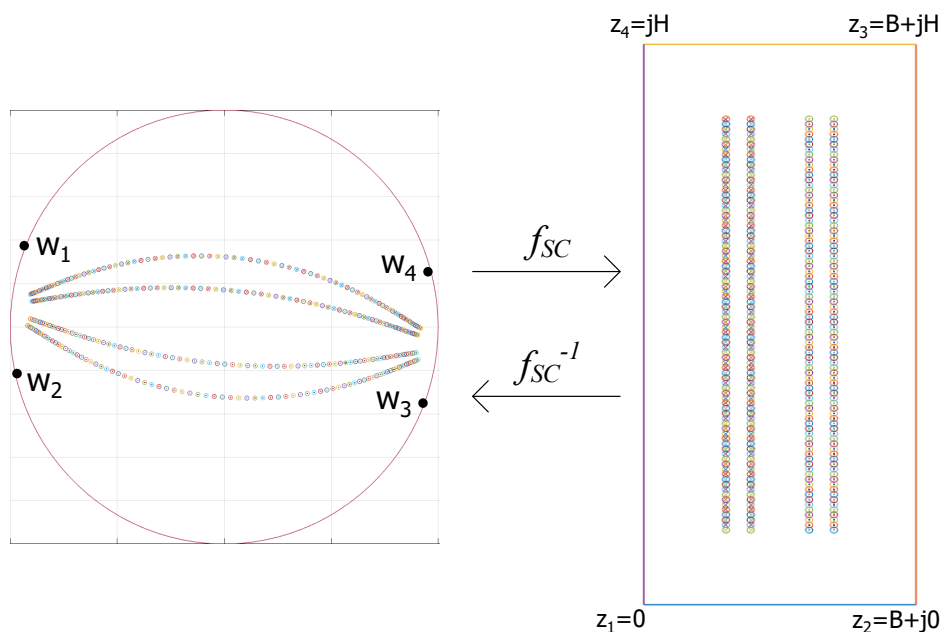 z₄=jH
z₃=B+jH
w₁
w₄
f_SC
w₂
f_SC⁻¹
w₃
z₁=0
z₂=B+j0